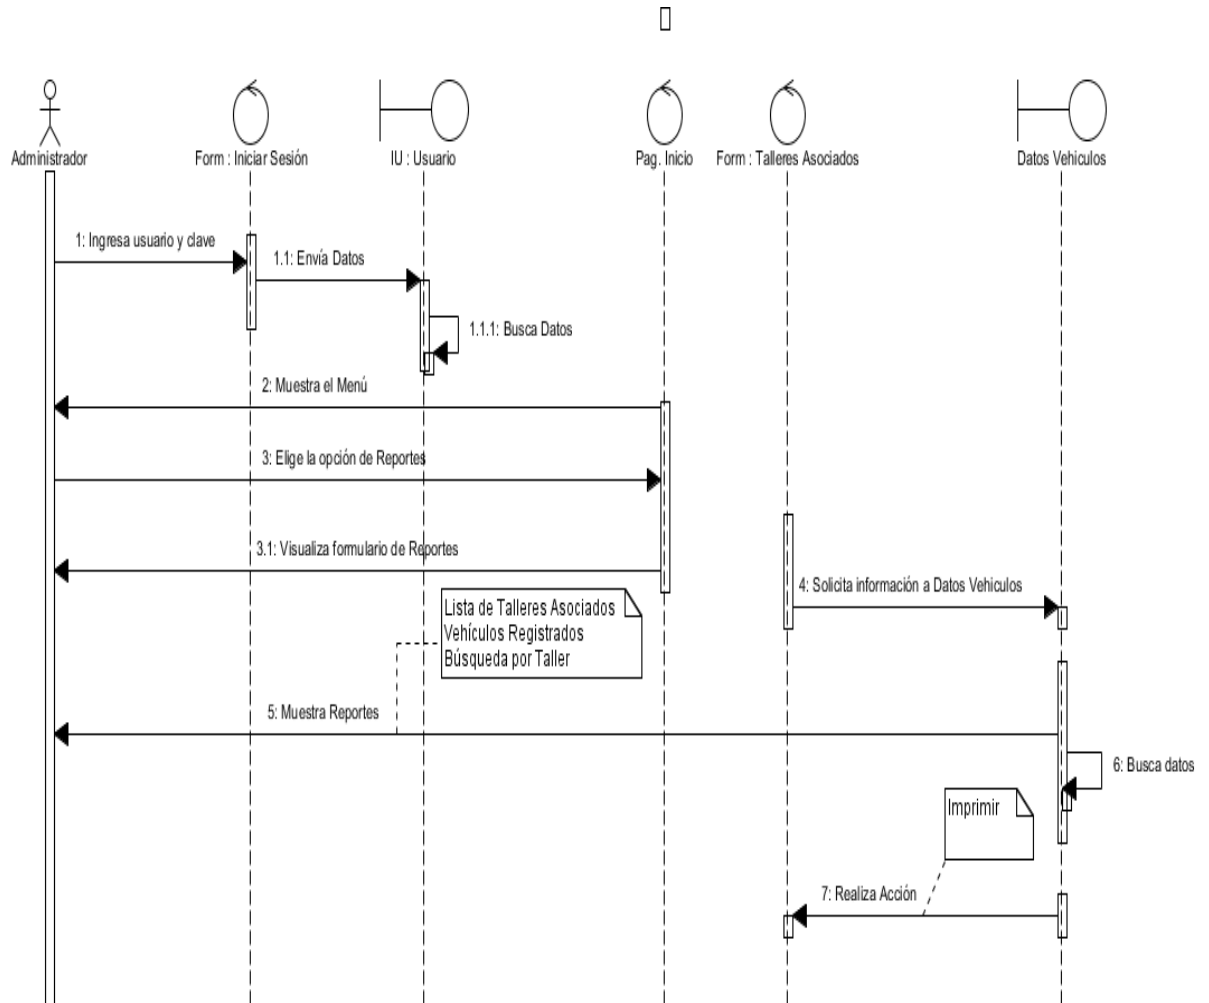 Administrador
Form : Iniciar Sesión
IU : Usuario
Pag. Inicio
Form : Talleres Asociados
Datos Vehiculos
1: Ingresa usuario y clave
1.1: Envía Datos
1.1.1: Busca Datos
2: Muestra el Menú
3: Elige la opción de Reportes
3.1: Visualiza formulario de Reportes
4: Solicita información a Datos Vehiculos
Lista de Talleres Asociados
Vehículos Registrados
Búsqueda por Taller
5: Muestra Reportes
6: Busca datos
Imprimir
7: Realiza Acción